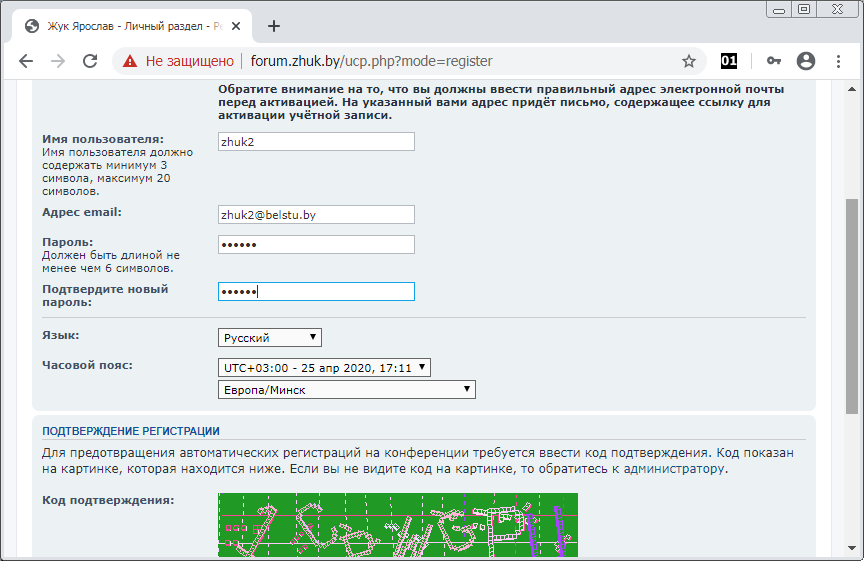 Жук Ярослав - Личный раздел - Р
Не защищено
forum.zhuk.by/ucp.php?mode=register
01
Обратите внимание на то, что вы должны ввести правильный адрес электронной почты
перед активацией. На указанный вами адрес придёт письмо, содержащее ссылку для
активации учётной записи.
Имя пользователя:
zhuk2
Имя пользователя должно
содержать минимум 3
символа, максимум 20
символов.
Адрес email:
zhuk2@belstu.by
Пароль:
••••••
Должен быть длиной не
менее чем 6 символов.
Подтвердите новый
пароль:
••••••
Язык:
Русский
Часовой пояс:
UTC+03:00 - 25 апр 2020, 17:11
Европа/Минск
ПОДТВЕРЖДЕНИЕ РЕГИСТРАЦИИ
Для предотвращения автоматических регистраций на конференции требуется ввести код подтверждения. Код показан
на картинке, которая находится ниже. Если вы не видите код на картинке, то обратитесь к администратору.
Код подтверждения: